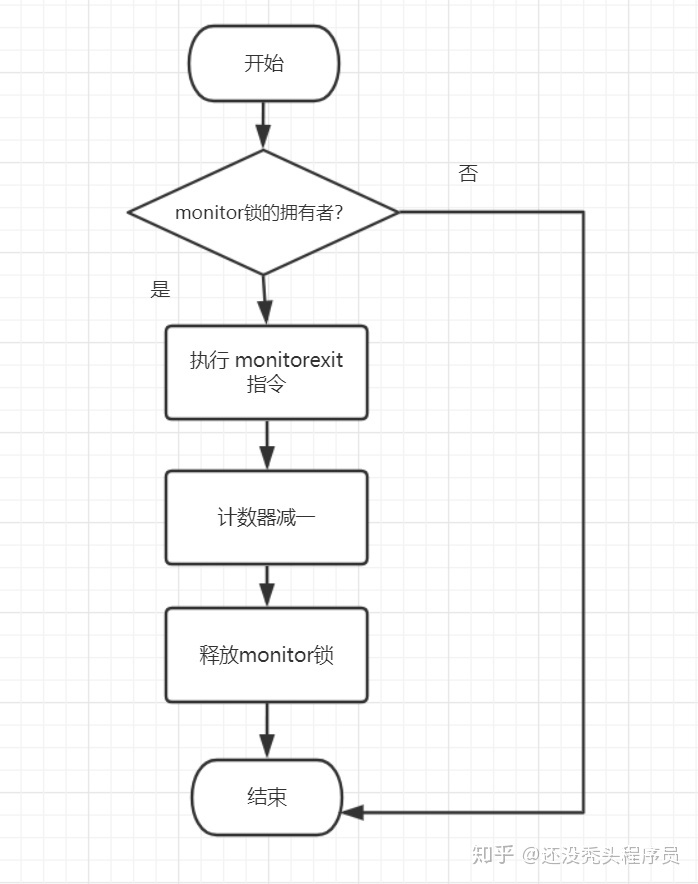 开始
monitor锁的拥有者?
否
是
执行 monitorexit
指令
计数器减一
释放monitor锁
结束
知乎 @还没秃头程序员